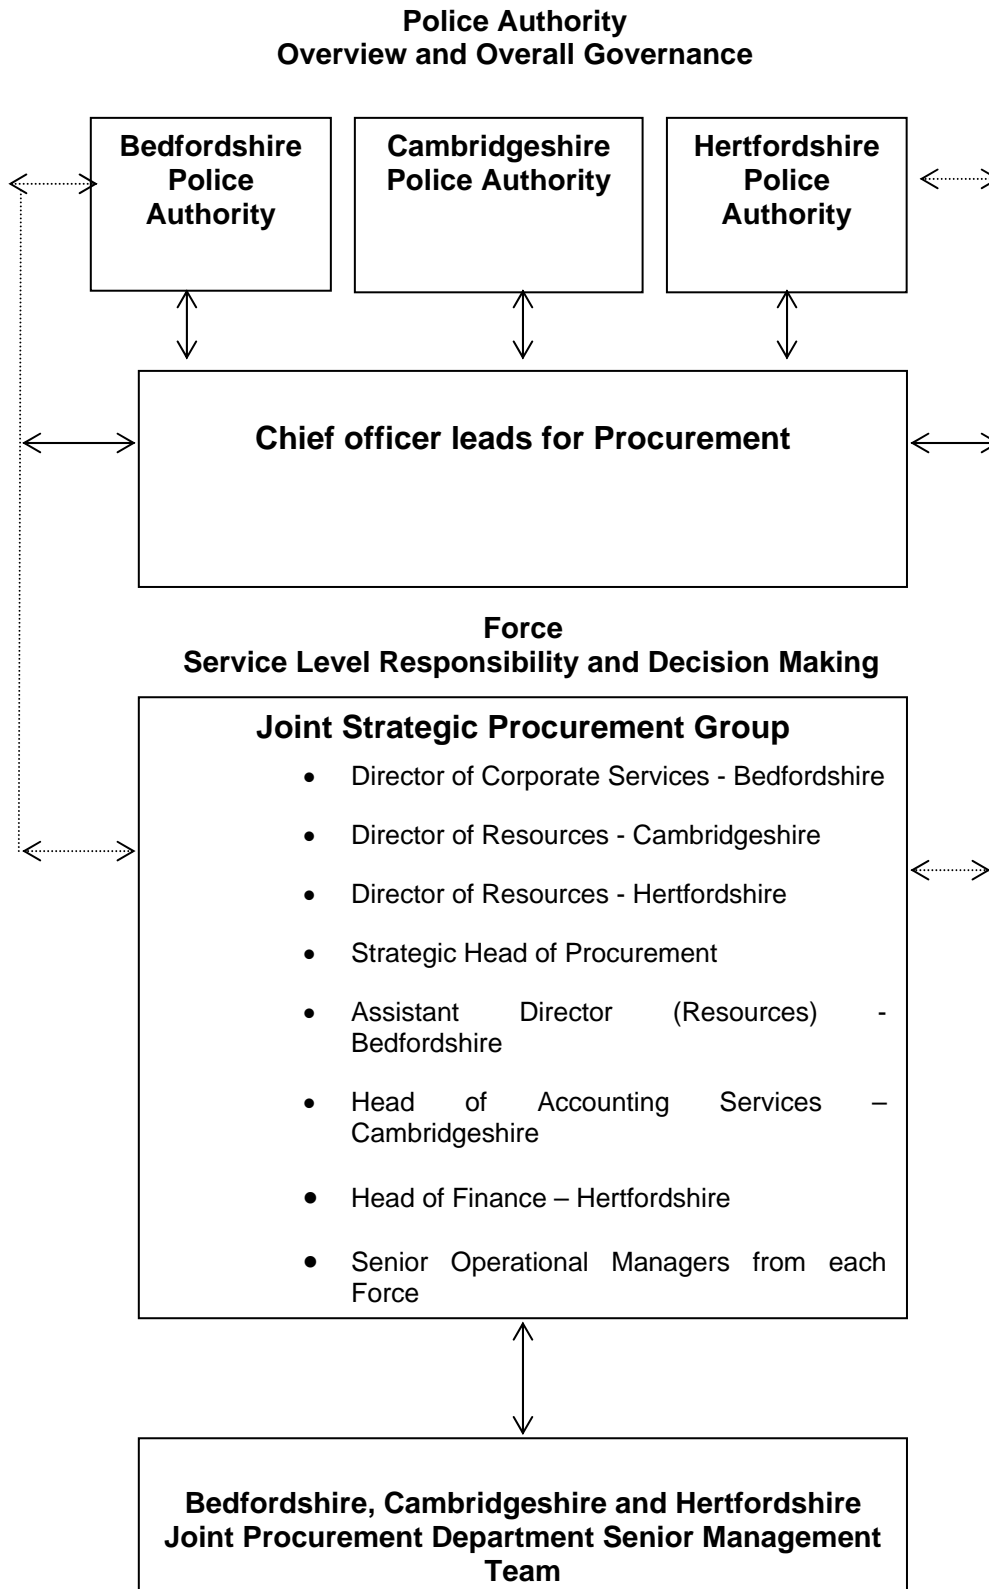 Police Authority
Overview and Overall Governance
Bedfordshire
Police
Authority
Cambridgeshire
Police Authority
Hertfordshire
Police
Authority
Chief officer leads for Procurement
Force
Service Level Responsibility and Decision Making
Joint Strategic Procurement Group
• Director of Corporate Services - Bedfordshire
• Director of Resources - Cambridgeshire
• Director of Resources - Hertfordshire
• Strategic Head of Procurement
• Assistant Director (Resources) -
Bedfordshire
• Head of Accounting Services –
Cambridgeshire
• Head of Finance – Hertfordshire
• Senior Operational Managers from each
Force
Bedfordshire, Cambridgeshire and Hertfordshire
Joint Procurement Department Senior Management
Team